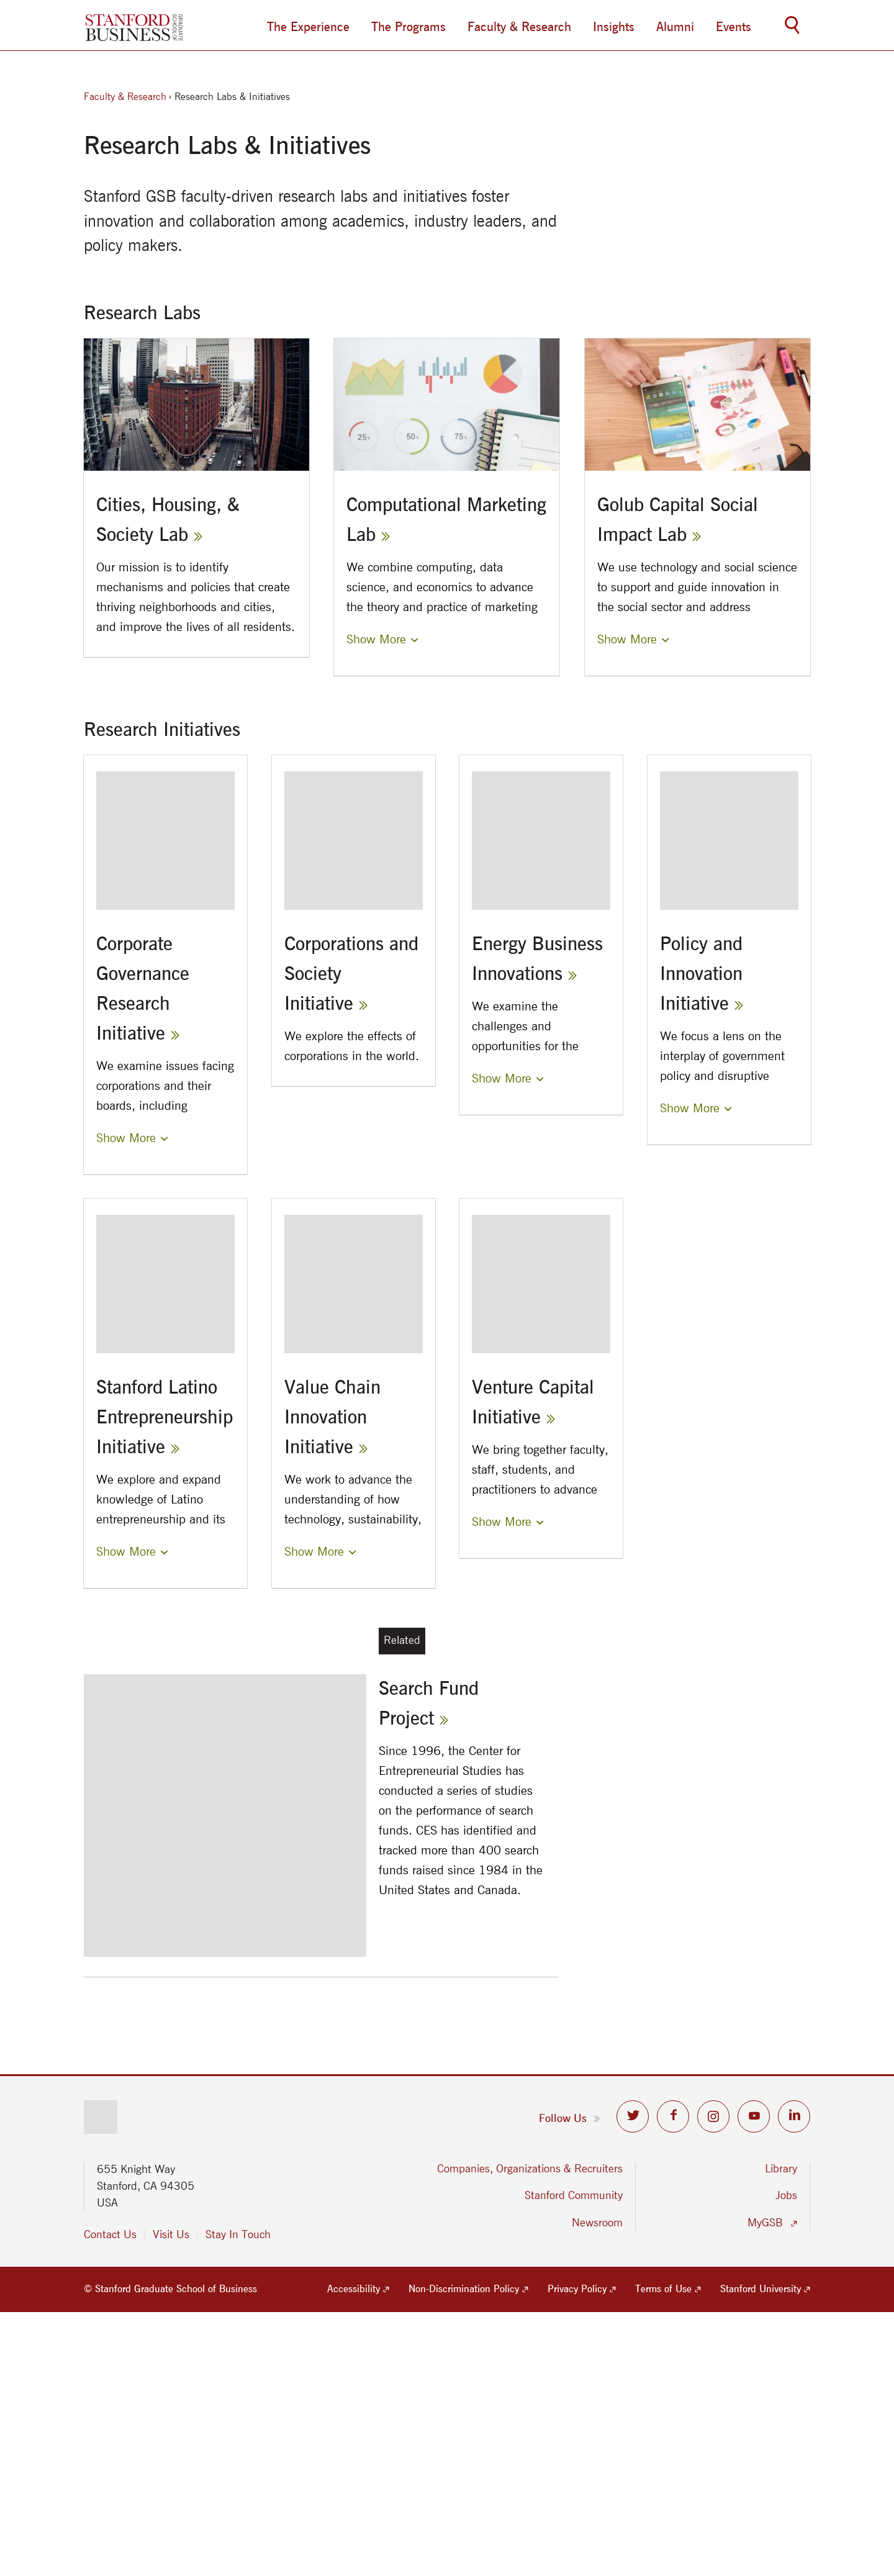 STANFORD
BUSINESS
GRADUATE
SCHOOL OF
The Experience
The Programs
Faculty & Research
Insights
Alumni
Events
Faculty & Research › Research Labs & Initiatives
Research Labs & Initiatives
Stanford GSB faculty-driven research labs and initiatives foster
innovation and collaboration among academics, industry leaders, and
policy makers.
Research Labs
25%
50%
75%
Cities, Housing, &
Society Lab »
Our mission is to identify
mechanisms and policies that create
thriving neighborhoods and cities,
and improve the lives of all residents.
Computational Marketing
Lab »
We combine computing, data
science, and economics to advance
the theory and practice of marketing
Show More
Golub Capital Social
Impact Lab »
We use technology and social science
to support and guide innovation in
the social sector and address
Show More
Research Initiatives
Corporate
Governance
Research
Initiative »
We examine issues facing
corporations and their
boards, including
Show More
Corporations and
Society
Initiative »
We explore the effects of
corporations in the world.
Energy Business
Innovations »
We examine the
challenges and
opportunities for the
Show More
Policy and
Innovation
Initiative »
We focus a lens on the
interplay of government
policy and disruptive
Show More
Stanford Latino
Entrepreneurship
Initiative »
We explore and expand
knowledge of Latino
entrepreneurship and its
Show More
Value Chain
Innovation
Initiative »
We work to advance the
understanding of how
technology, sustainability,
Show More
Venture Capital
Initiative »
We bring together faculty,
staff, students, and
practitioners to advance
Show More
Related
Search Fund
Project »
Since 1996, the Center for
Entrepreneurial Studies has
conducted a series of studies
on the performance of search
funds. CES has identified and
tracked more than 400 search
funds raised since 1984 in the
United States and Canada.
Follow Us »
655 Knight Way
Stanford, CA 94305
USA
Contact Us
Visit Us
Stay In Touch
Companies, Organizations & Recruiters
Stanford Community
Newsroom
Library
Jobs
MyGSB
© Stanford Graduate School of Business
Accessibility
Non-Discrimination Policy
Privacy Policy
Terms of Use
Stanford University